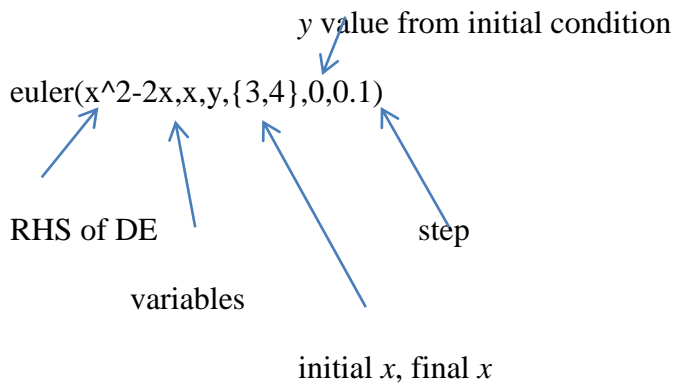 y value from initial condition
euler(x^2-2x,x,y,{3,4},0,0.1)
RHS of DE
step
variables
initial x, final x